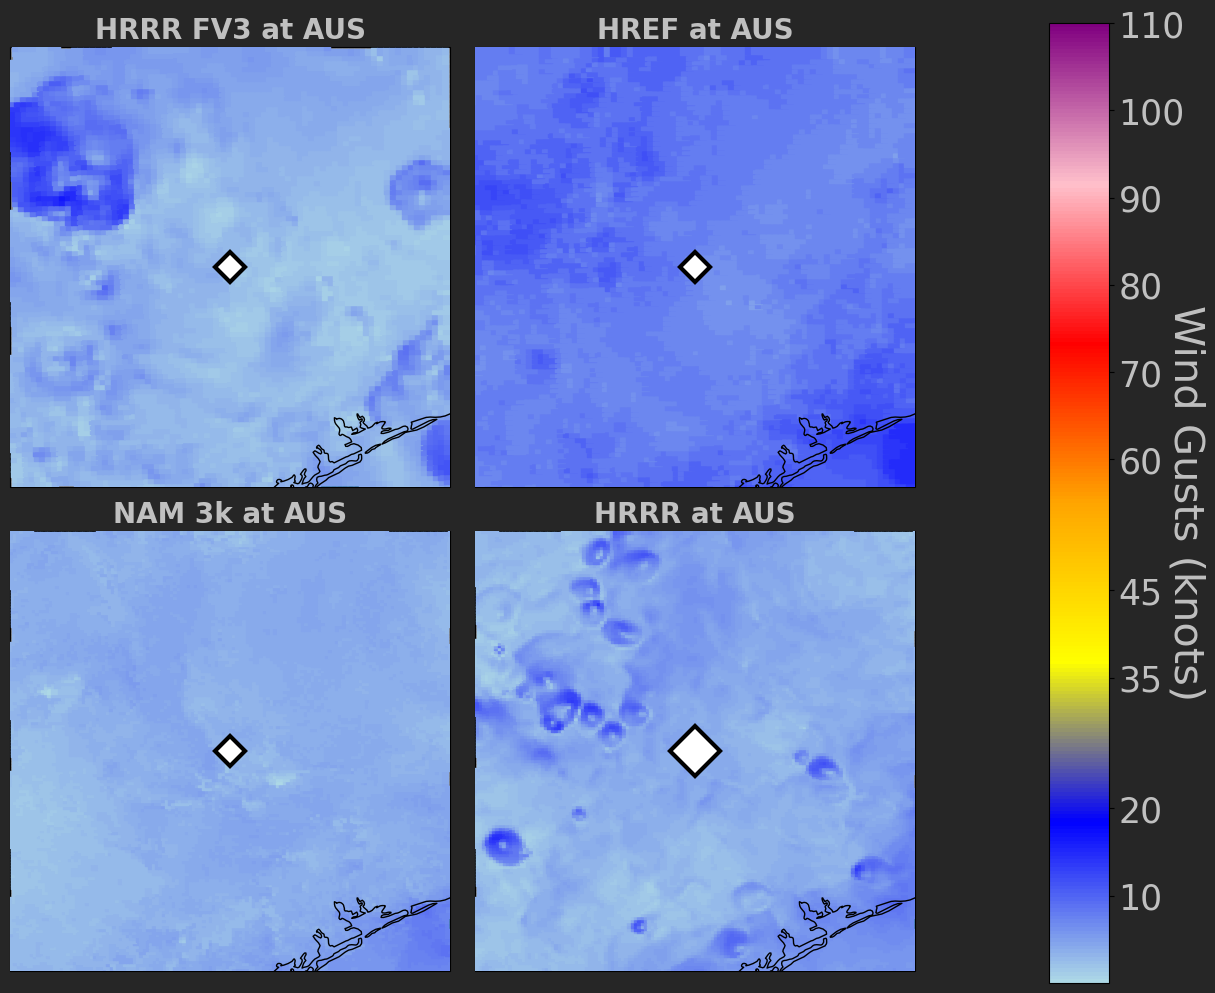 HRRR FV3 at AUS
HREF at AUS
NAM 3k at AUS
HRRR at AUS
110
100
90
80
70
60
45
35
20
10
Wind Gusts (knots)